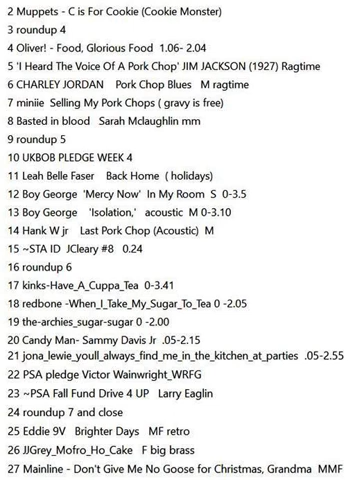 2 Muppets - C is For Cookie (Cookie Monster)
3 roundup 4
4 Oliver! - Food, Glorious Food  1.06- 2.04
5 'I Heard The Voice Of A Pork Chop' JIM JACKSON (1927) Ragtime
6 CHARLEY JORDAN    Pork Chop Blues   M ragtime
7 miniie  Selling My Pork Chops ( gravy is free)
8 Basted in blood   Sarah Mclaughlin mm
9 roundup 5
10 UKBOB PLEDGE WEEK 4
11 Leah Belle Faser    Back Home  ( holidays)
12 Boy George  'Mercy Now'  In My Room  S  0-3.5
13 Boy George    'Isolation,'   acoustic  M 0-3.10
14 Hank W jr    Last Pork Chop (Acoustic)  M
15 ~STA ID  JCleary #8   0.24
16 roundup 6
17 kinks-Have_A_Cuppa_Tea  0-3.41
18 redbone -When_I_Take_My_Sugar_To_Tea 0 -2.05
19 the-archies_sugar-sugar 0 -2.00
20 Candy Man- Sammy Davis Jr  .05-2.15
21 jona_lewie_youll_always_find_me_in_the_kitchen_at_parties  .05-2.55
22 PSA pledge Victor Wainwright_WRFG
23 ~PSA Fall Fund Drive 4 UP   Larry Eaglin
24 roundup 7 and close
25 Eddie 9V   Brighter Days   MF retro
26 JJGrey_Mofro_Ho_Cake   F big brass
27 Mainline - Don't Give Me No Goose for Christmas, Grandma  MMF